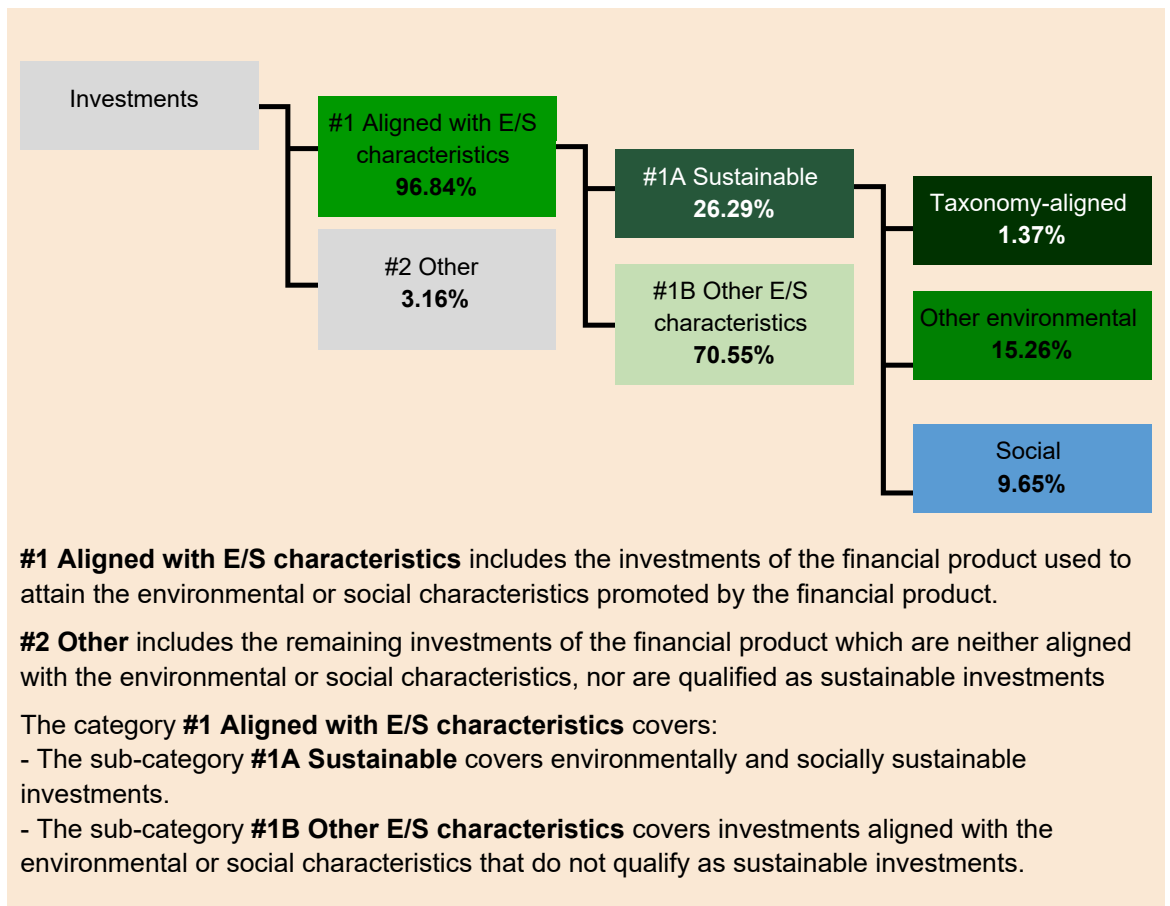 Investments
#1 Aligned with E/S
characteristics
96.84%
#2 Other
3.16%
#1A Sustainable
26.29%
#1B Other E/S
characteristics
70.55%
Taxonomy-aligned
1.37%
Other environmental
15.26%
Social
9.65%
#1 Aligned with E/S characteristics includes the investments of the financial product used to
attain the environmental or social characteristics promoted by the financial product.
#2 Other includes the remaining investments of the financial product which are neither aligned
with the environmental or social characteristics, nor are qualified as sustainable investments
The category #1 Aligned with E/S characteristics covers:
- The sub-category #1A Sustainable covers environmentally and socially sustainable
investments.
- The sub-category #1B Other E/S characteristics covers investments aligned with the
environmental or social characteristics that do not qualify as sustainable investments.